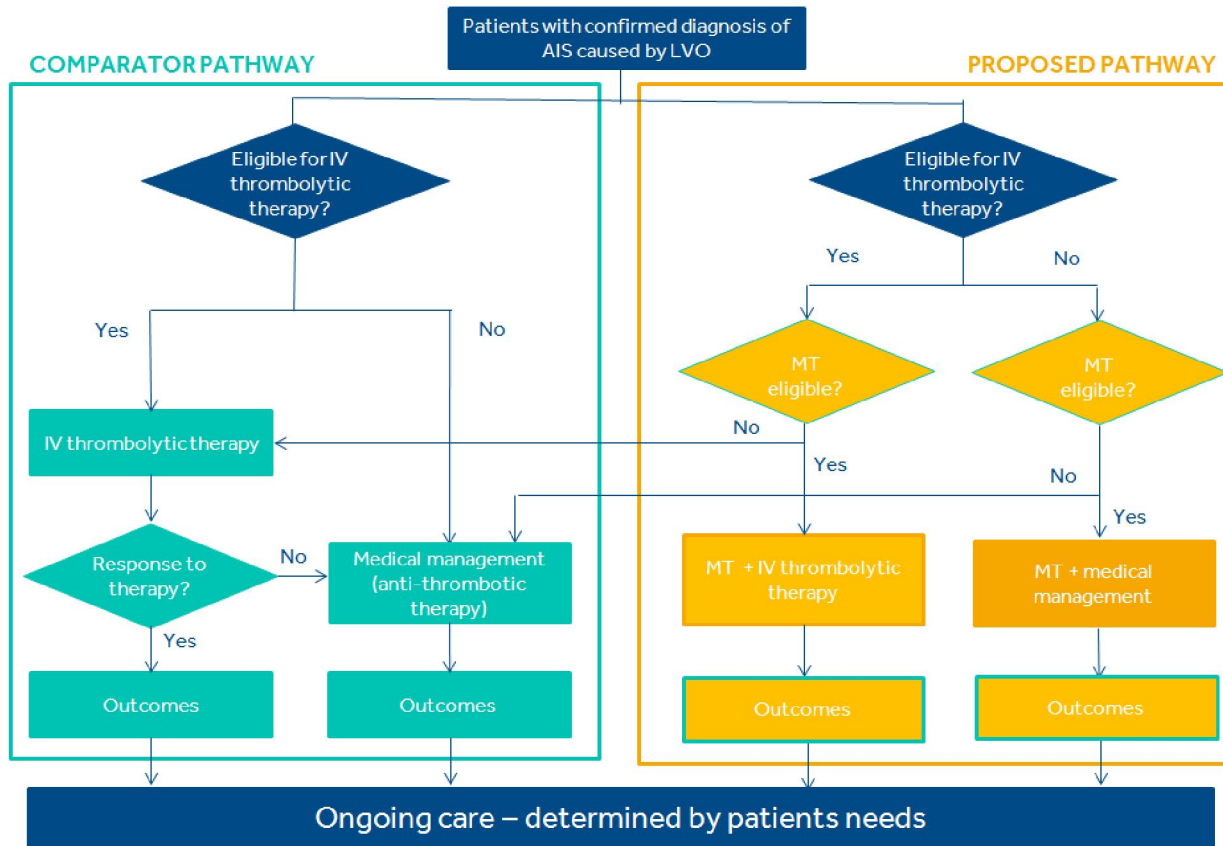 Patients with confirmed diagnosis of
AIS caused by LVO
COMPARATOR PATHWAY
PROPOSED PATHWAY
Eligible for IV
thrombolytic
therapy?
Eligible for IV
thrombolytic
therapy?
Yes
No
Yes
No
MT
eligible?
MT
eligible?
IV thrombolytic therapy
No
Yes
No
Yes
Response to
therapy?
No
Medical management
(anti-thrombotic
therapy)
MT + IV thrombolytic
therapy
MT + medical
management
Yes
Outcomes
Outcomes
Outcomes
Outcomes
Ongoing care – determined by patients needs